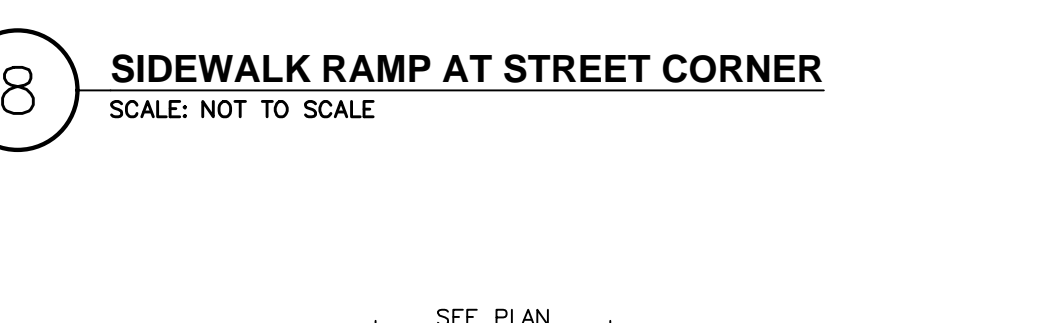 8
SIDEWALK RAMP AT STREET CORNER
SCALE: NOT TO SCALE
SEE PLAN